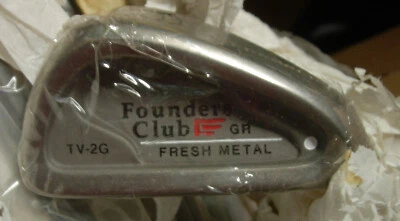 Founders
Club GR
TV-2G FRESH METAL